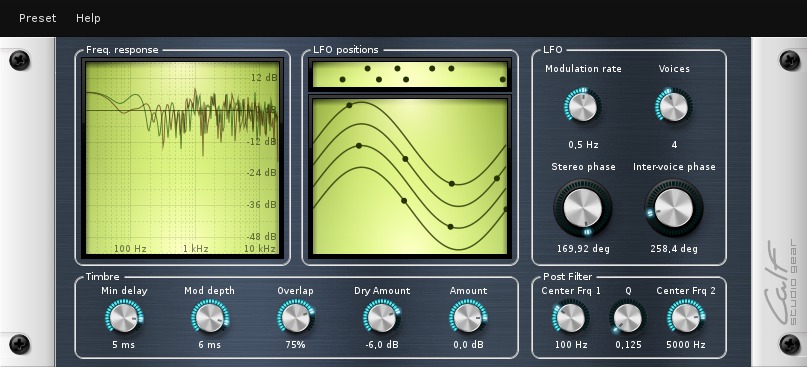 Preset Help
Freq. response
12 dB
-12 dB
-24 dB
-36 dB
-48 dB
100 Hz 1 kHz 10 kHz
LFO positions
LFO
Modulation rate Voices
0,5 Hz 4
Stereo phase Inter-voice phase
169,92 deg 258,4 deg
Timbre
Min delay Mod depth Overlap Dry Amount Amount
5 ms 6 ms 75% -6,0 dB 0,0 dB
Post Filter
Center Frq 1 Q Center Frq 2
100 Hz 0,125 5000 Hz
Calf
studio gear